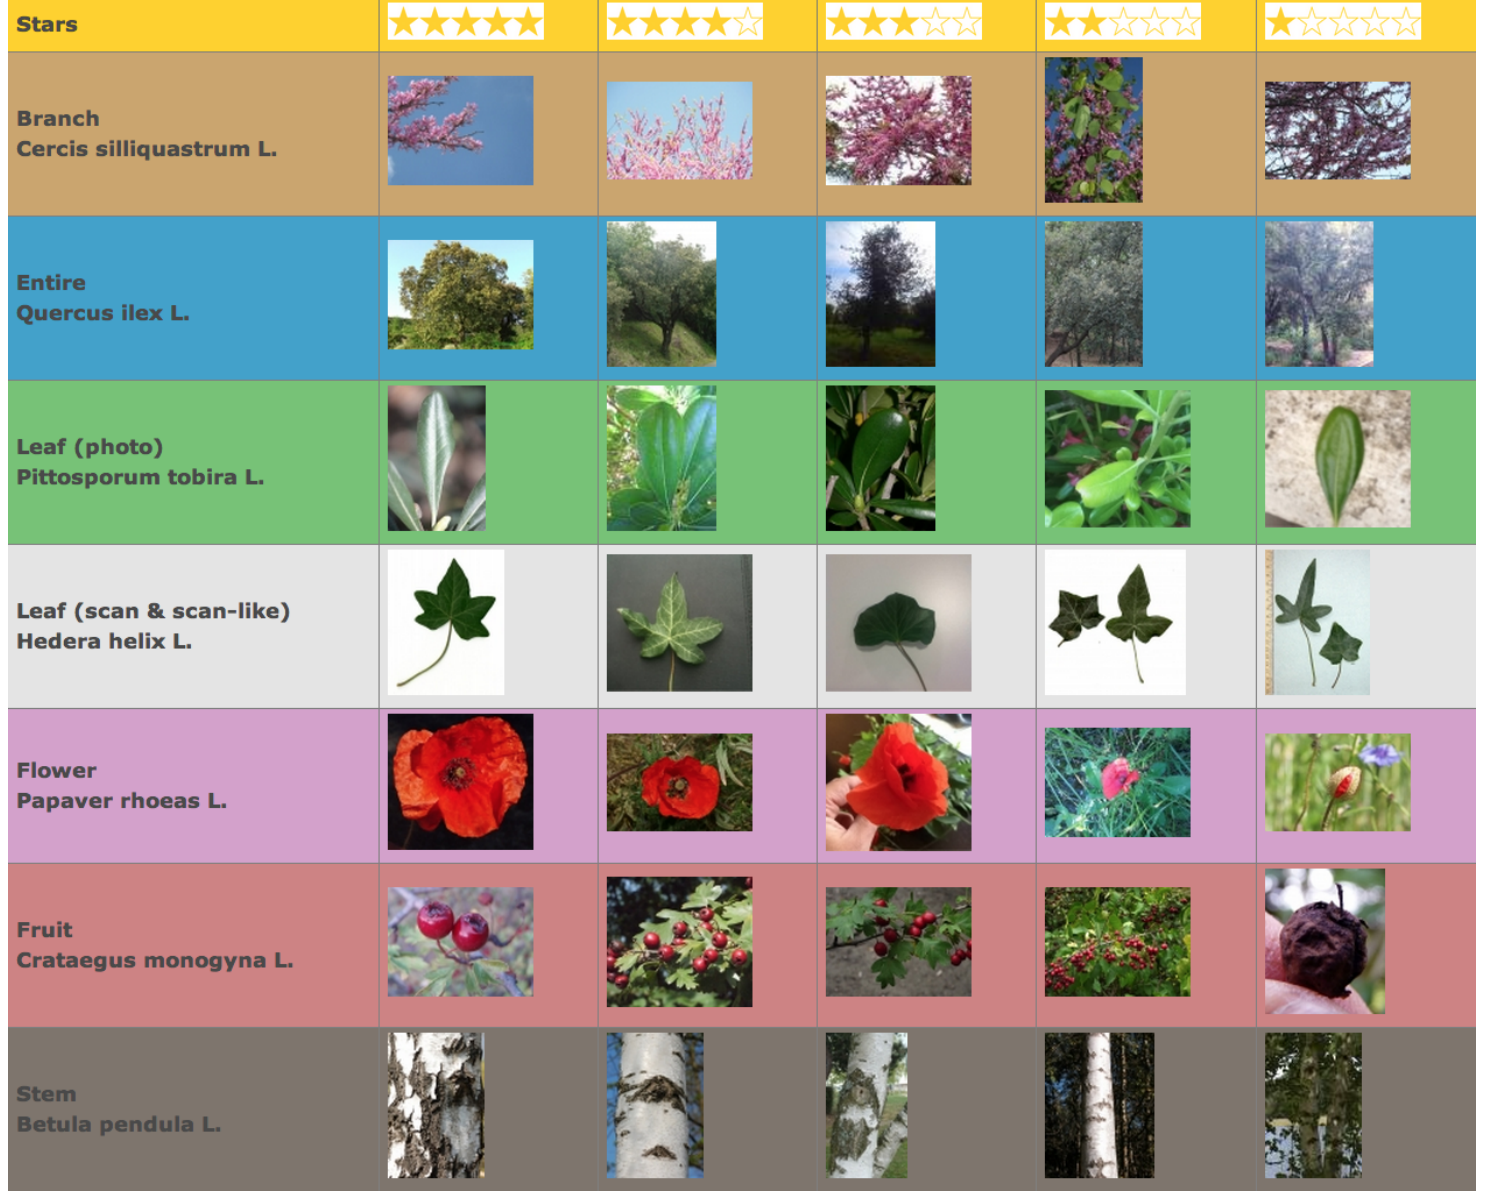 Stars
Branch
Cercis silliquastrum L.
Entire
Quercus ilex L.
Leaf (photo)
Pittosporum tobira L.
Leaf (scan & scan-like)
Hedera helix L.
Flower
Papaver rhoeas L.
Fruit
Crataegus monogyna L.
Stem
Betula pendula L.